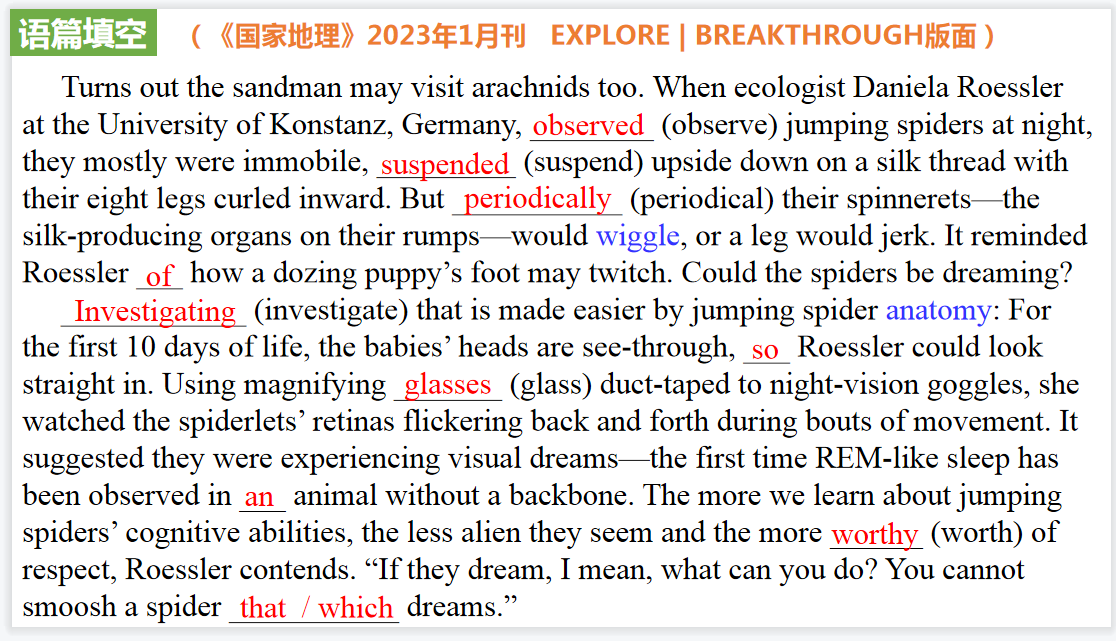 语篇填空 (《国家地理》2023年1月刊 EXPLORE | BREAKTHROUGH版面)
Turns out the sandman may visit arachnids too. When ecologist Daniela Roessler
at the University of Konstanz, Germany, observed (observe) jumping spiders at night,
they mostly were immobile, suspended (suspend) upside down on a silk thread with
their eight legs curled inward. But periodically (periodical) their spinnerets—the
silk-producing organs on their rumps—would wiggle, or a leg would jerk. It reminded
Roessler of how a dozing puppy's foot may twitch. Could the spiders be dreaming?
Investigating (investigate) that is made easier by jumping spider anatomy: For
the first 10 days of life, the babies' heads are see-through, so Roessler could look
straight in. Using magnifying glasses (glass) duct-taped to night-vision goggles, she
watched the spiderlets' retinas flickering back and forth during bouts of movement. It
suggested they were experiencing visual dreams—the first time REM-like sleep has
been observed in an animal without a backbone. The more we learn about jumping
spiders' cognitive abilities, the less alien they seem and the more worthy (worth) of
respect, Roessler contends. “If they dream, I mean, what can you do? You cannot
smoosh a spider that / which dreams.”